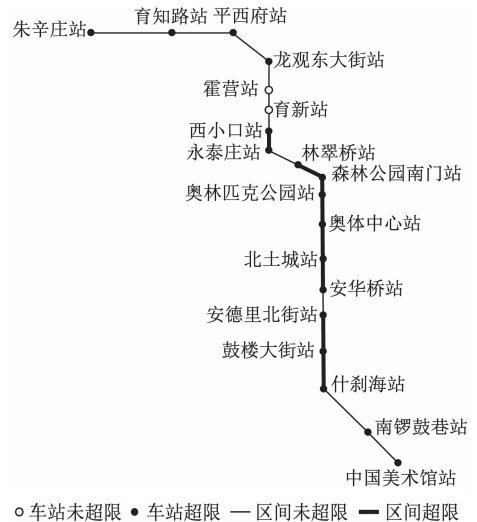 朱辛庄站
育知路站
平西府站
龙观东大街站
霍营站
育新站
西小口站
永泰庄站
林翠桥站
森林公园南门站
奥林匹克公园站
奥体中心站
北土城站
安华桥站
安德里北街站
鼓楼大街站
什刹海站
南锣鼓巷站
中国美术馆站
车站未超限 车站超限 区间未超限 区间超限